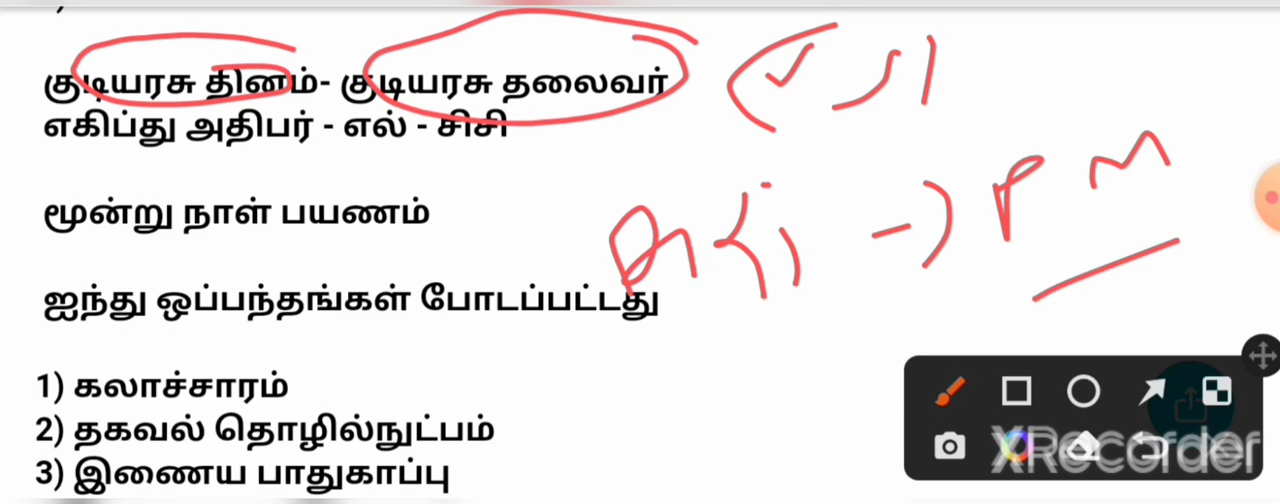 குடியரசு தினம்- குடியரசு தலைவர்
எகிப்து அதிபர் - எல் - சிசி
மூன்று நாள் பயணம்
PM
ஐந்து ஒப்பந்தங்கள் போடப்பட்டது
1) கலாச்சாரம்
2) தகவல் தொழில்நுட்பம்
3) இணைய பாதுகாப்பு
XRecorder